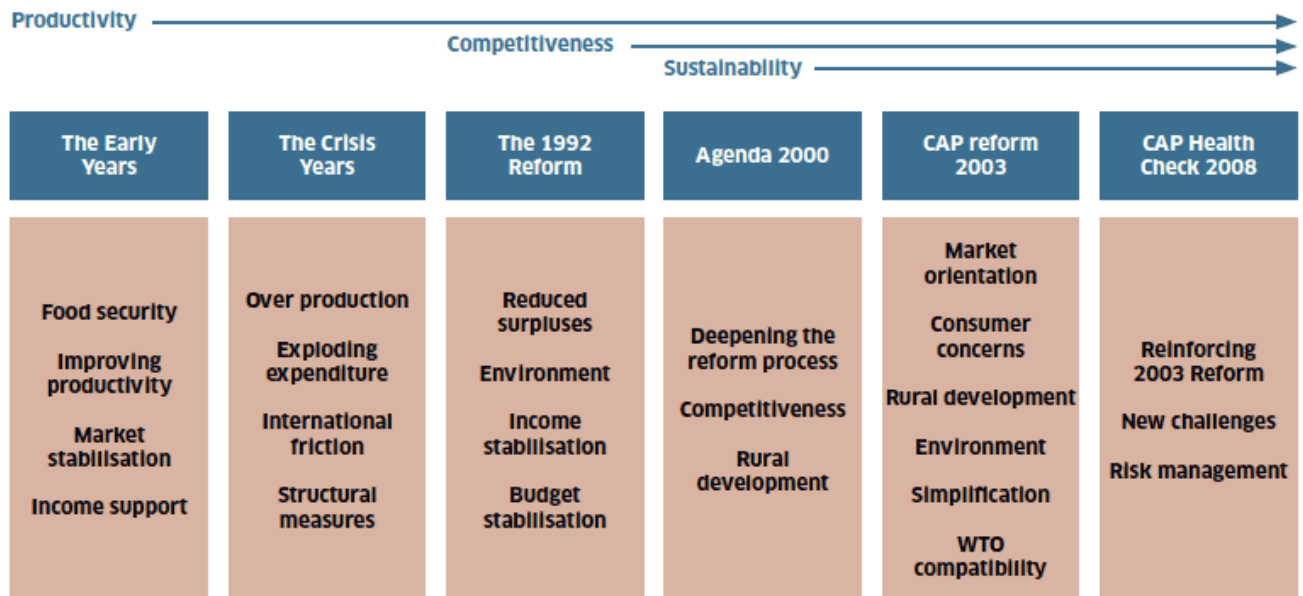 Productivity
Competitiveness
Sustainability
The Early
Years
The Crisis
Years
The 1992
Reform
Agenda 2000
CAP reform
2003
CAP Health
Check 2008
Food security
Improving
productivity
Market
stabilisation
Income support
Over production
Exploding
expenditure
International
friction
Structural
measures
Reduced
surpluses
Environment
Income
stabilisation
Budget
stabilisation
Deepening the
reform process
Competitiveness
Rural
development
Market
orientation
Consumer
concerns
Rural development
Environment
Simplification
WTO
compatibility
Reinforcing
2003 Reform
New challenges
Risk management